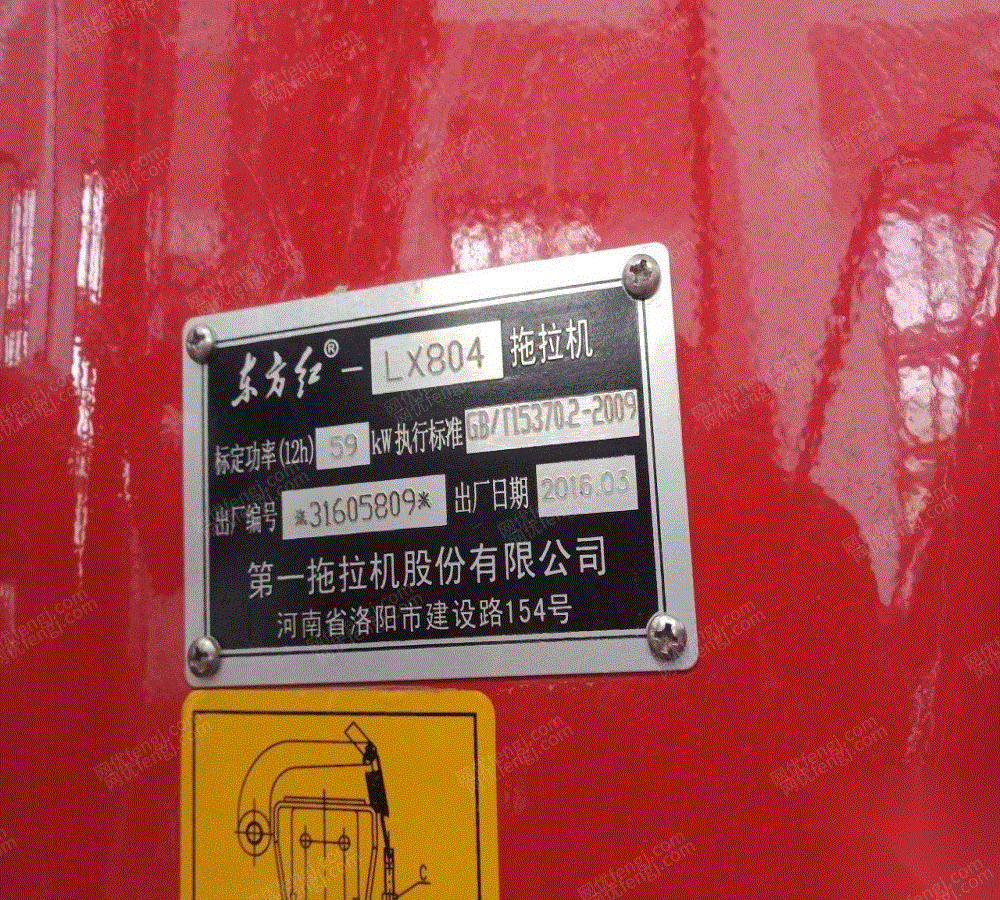 东方红®-LX804 拖拉机
标定功率(12h) 59 kW 执行标准 GB/T15370.2-2009
出厂编号 *31605809* 出厂日期 2016.03
第一拖拉机股份有限公司
河南省洛阳市建设路154号
C